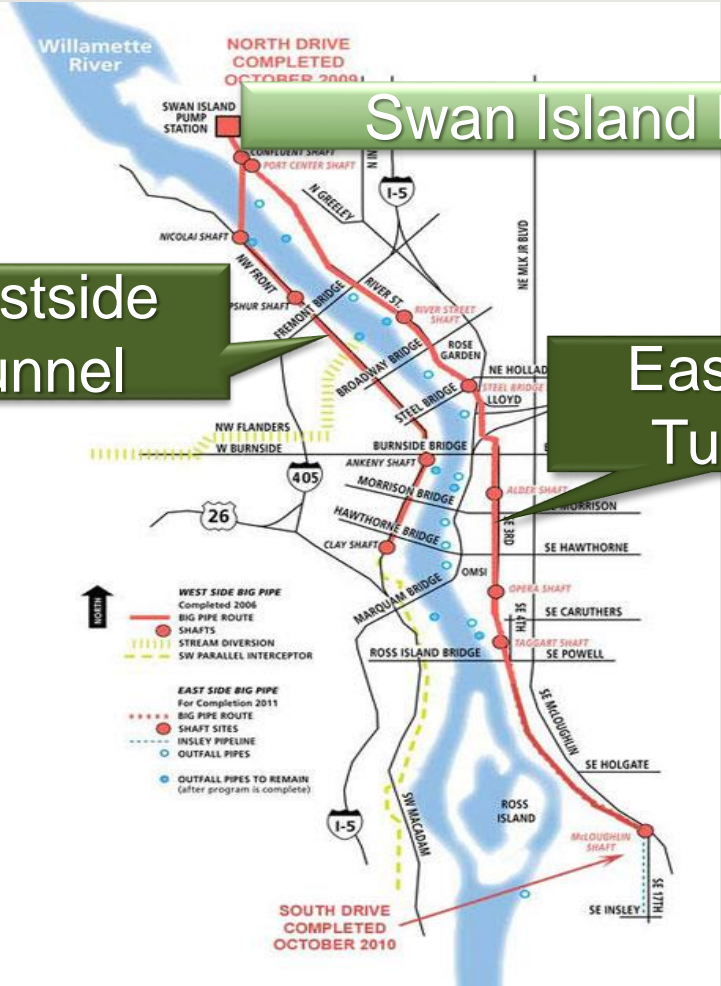 Willamette
River
NORTH DRIVE
COMPLETED
OCTOBER 2009
SWAN ISLAND
PUMP
STATION
Swan Island
CONFLUENT SHAFT
PORT CENTER SHAFT
I-5
N GREELEY
NE MLK JR BLVD
NICOLAI SHAFT
NW FRONT
RIVER ST.
PSHUR SHAFT
FREMONT BRIDGE
RIVER STREET
SHAFT
stside
unnel
BROADWAY BRIDGE
ROSE
GARDEN
NE HOLLAD
STEEL BRIDGE
LLOYD
STEEL BRIDGE
Eas
Tu
NW FLANDERS
W BURNSIDE
BURNSIDE BRIDGE
ANKENY SHAFT
405
MORRISON BRIDGE
ALDER SHAFT
MORRISON
26
HAWTHORNE BRIDGE
E 3RD
CLAY SHAFT
SE HAWTHORNE
OMSI
MARQUAM BRIDGE
OPERA SHAFT
SE 4TH
SE CARUTHERS
TAGGART SHAFT
ROSS ISLAND BRIDGE
SE POWELL
NORTH
WEST SIDE BIG PIPE
Completed 2006
BIG PIPE ROUTE
SHAFTS
STREAM DIVERSION
SW PARALLEL INTERCEPTOR
EAST SIDE BIG PIPE
For Completion 2011
BIG PIPE ROUTE
SHAFT SITES
INSLEY PIPELINE
OUTFALL PIPES
OUTFALL PIPES TO REMAIN
(after program is complete)
SE McLOUGHLIN
SE HOLGATE
I-5
SW MACADAM
ROSS
ISLAND
McLOUGHLIN
SHAFT
SE 17TH
SE INSLEY
SOUTH DRIVE
COMPLETED
OCTOBER 2010